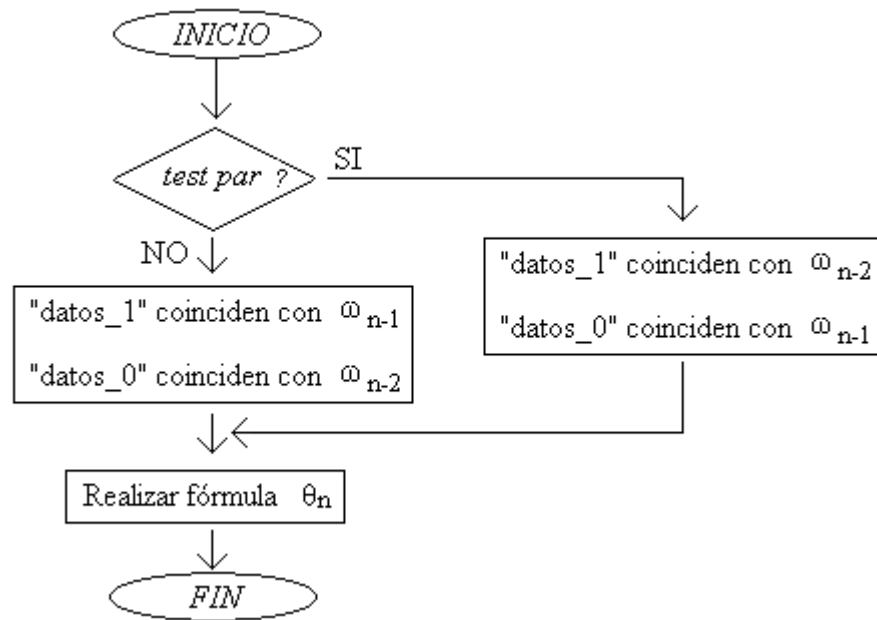 INICIO
test par ?
SI
NO
"datos_1" coinciden con ω n-1
"datos_0" coinciden con ω n-2
"datos_1" coinciden con ω n-2
"datos_0" coinciden con ω n-1
Realizar fórmula θn
FIN